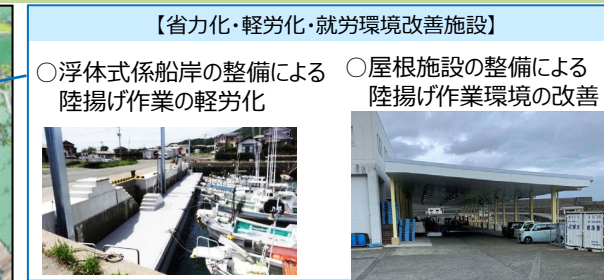 【省力化・軽労化・就労環境改善施設】
○浮体式係船岸の整備による
陸揚げ作業の軽労化
○屋根施設の整備による
陸揚げ作業環境の改善